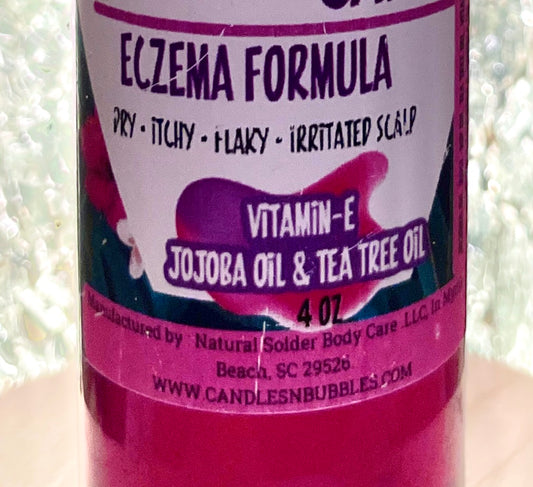 ECZEMA FORMULA
DRY • ITCHY • FLAKY • IRRITATED SCALP
VITAMIN-E
JOJOBA OIL & TEA TREE OIL
4 OZ
Manufactured by Natural Solder Body Care LLC, In
Beach, SC 29526.
WWW.CANDLESNBUBBLES.COM